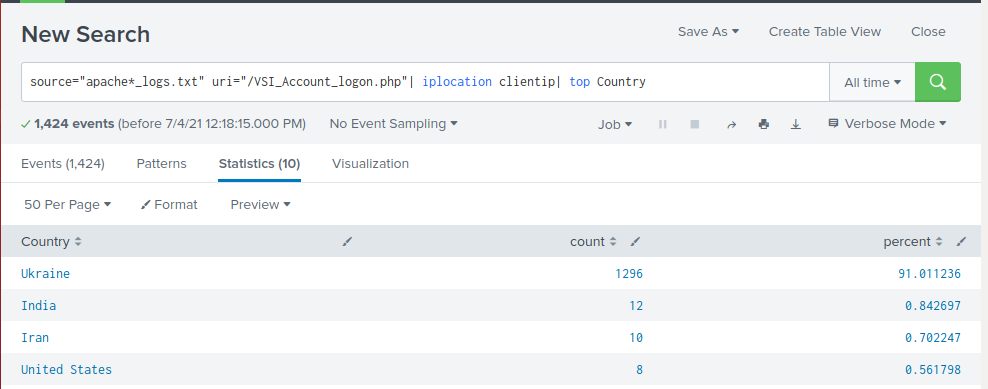 New Search
Save As Create Table View Close
source="apache*_logs.txt" uri="/VSI_Account_logon.php"| iplocation clientip| top Country
All time
1,424 events (before 7/4/21 12:18:15.000 PM) No Event Sampling Job Verbose Mode
Events (1,424) Patterns Statistics (10) Visualization
50 Per Page Format Preview
Country count percent
Ukraine 1296 91.011236
India 12 0.842697
Iran 10 0.702247
United States 8 0.561798